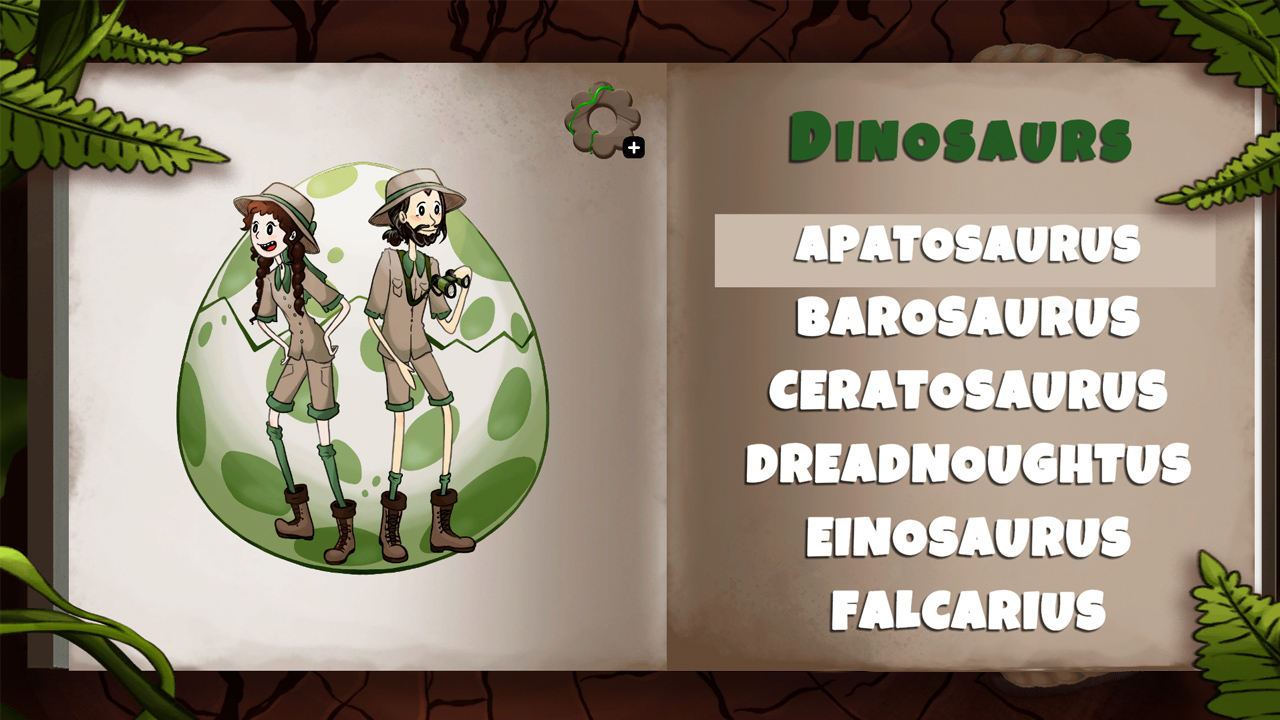 Dinosaurs
APATOSAURUS
BAROSAURUS
CERATOSAURUS
DREADNOUGHTUS
EINOSAURUS
FALCARIUS